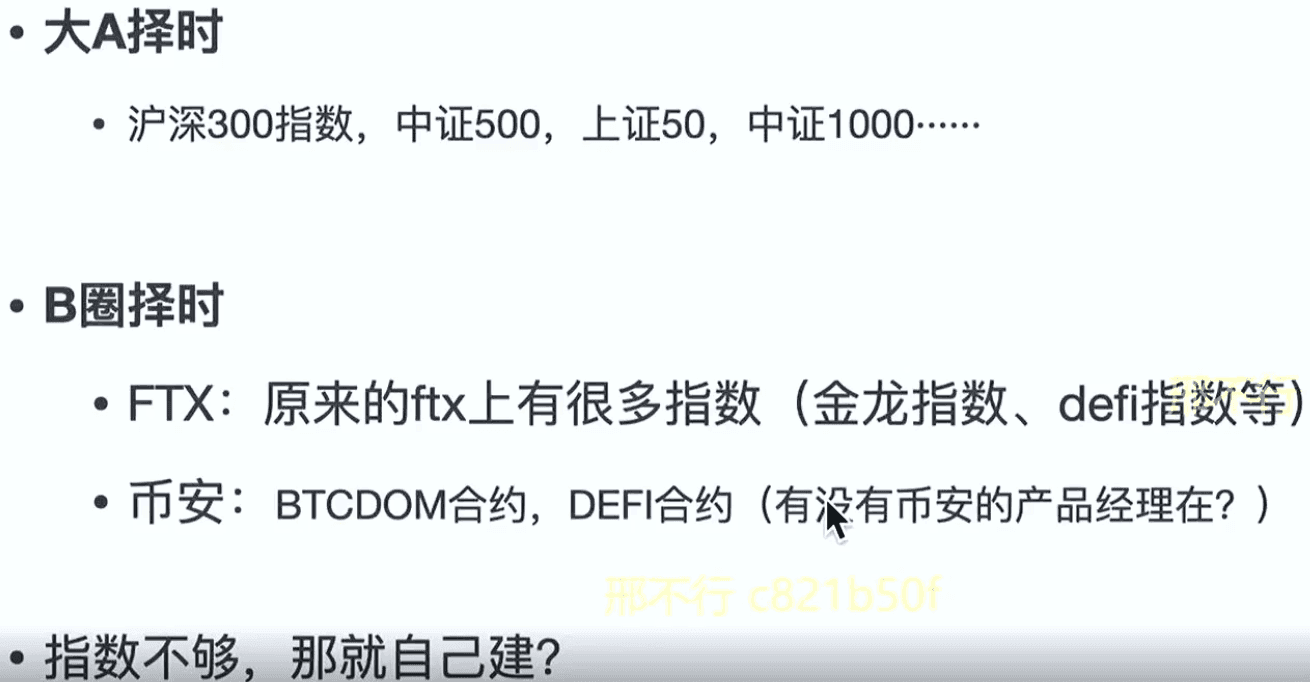 • 大A择时
• 沪深300指数，中证500，上证50，中证1000……
• B圈择时
• FTX：原来的ftx上有很多指数（金龙指数、defi指数等）
• 币安：BTCDOM合约，DEFI合约（有没有币安的产品经理在？）
邢不行 c821b50f
• 指数不够，那就自己建？